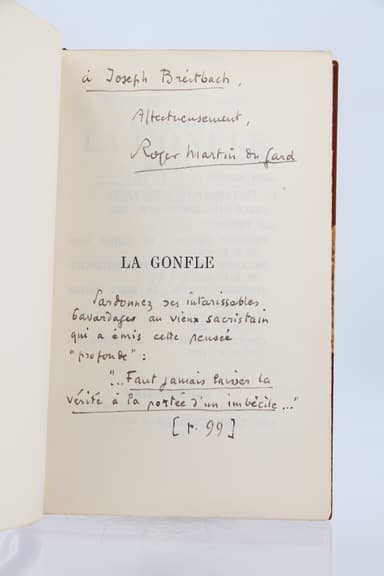 à Joseph Breitbach,
Affectueusement,
Roger Martin du Gard
LA GONFLE
Pardonnez ses intarissables
bavardages au vieux sacristain
qui a émis cette pensée
"profonde" :
"...Faut jamais laisser la
vérité à la portée d'un imbécile..."
[p. 99]